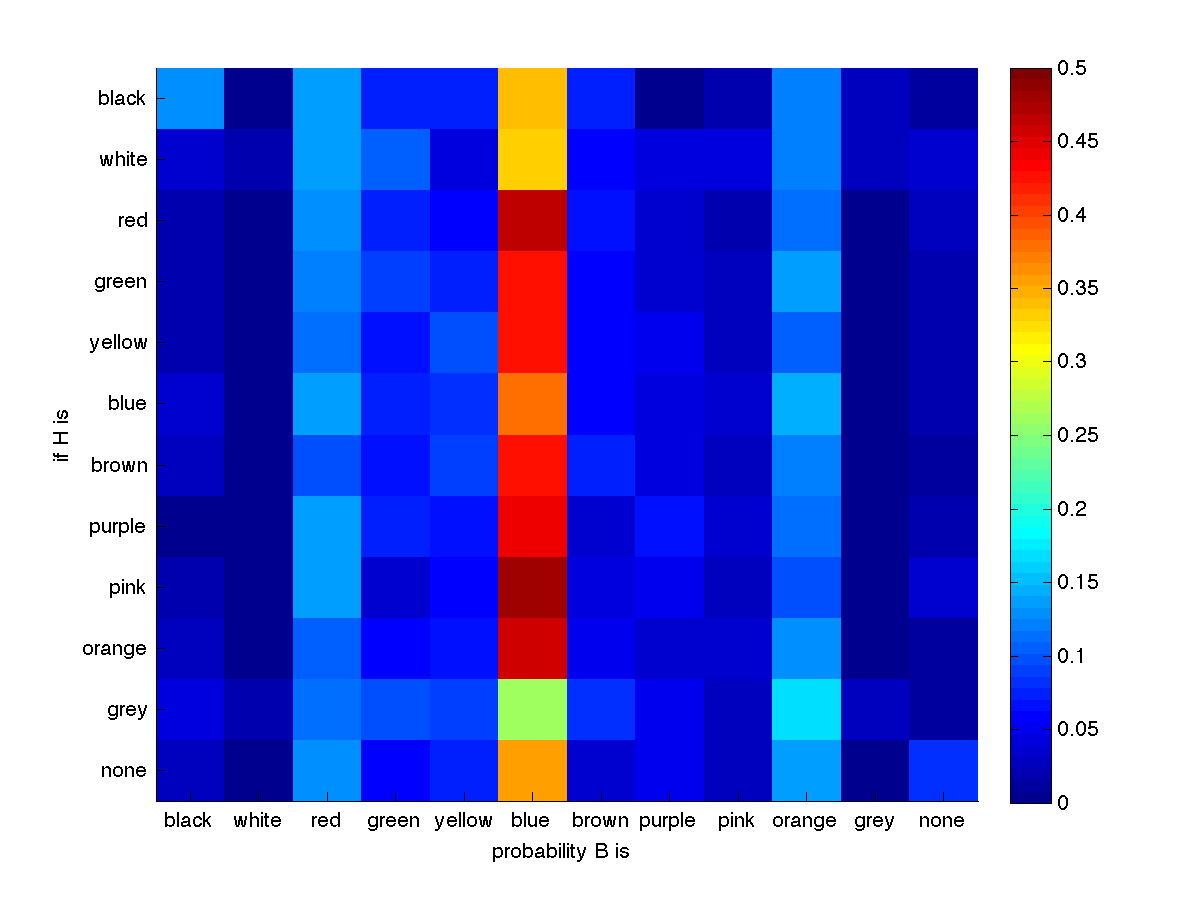 if H is
black
white
red
green
yellow
blue
brown
purple
pink
orange
grey
none
black white red green yellow blue brown purple pink orange grey none
probability B is
0.5
0.45
0.4
0.35
0.3
0.25
0.2
0.15
0.1
0.05
0